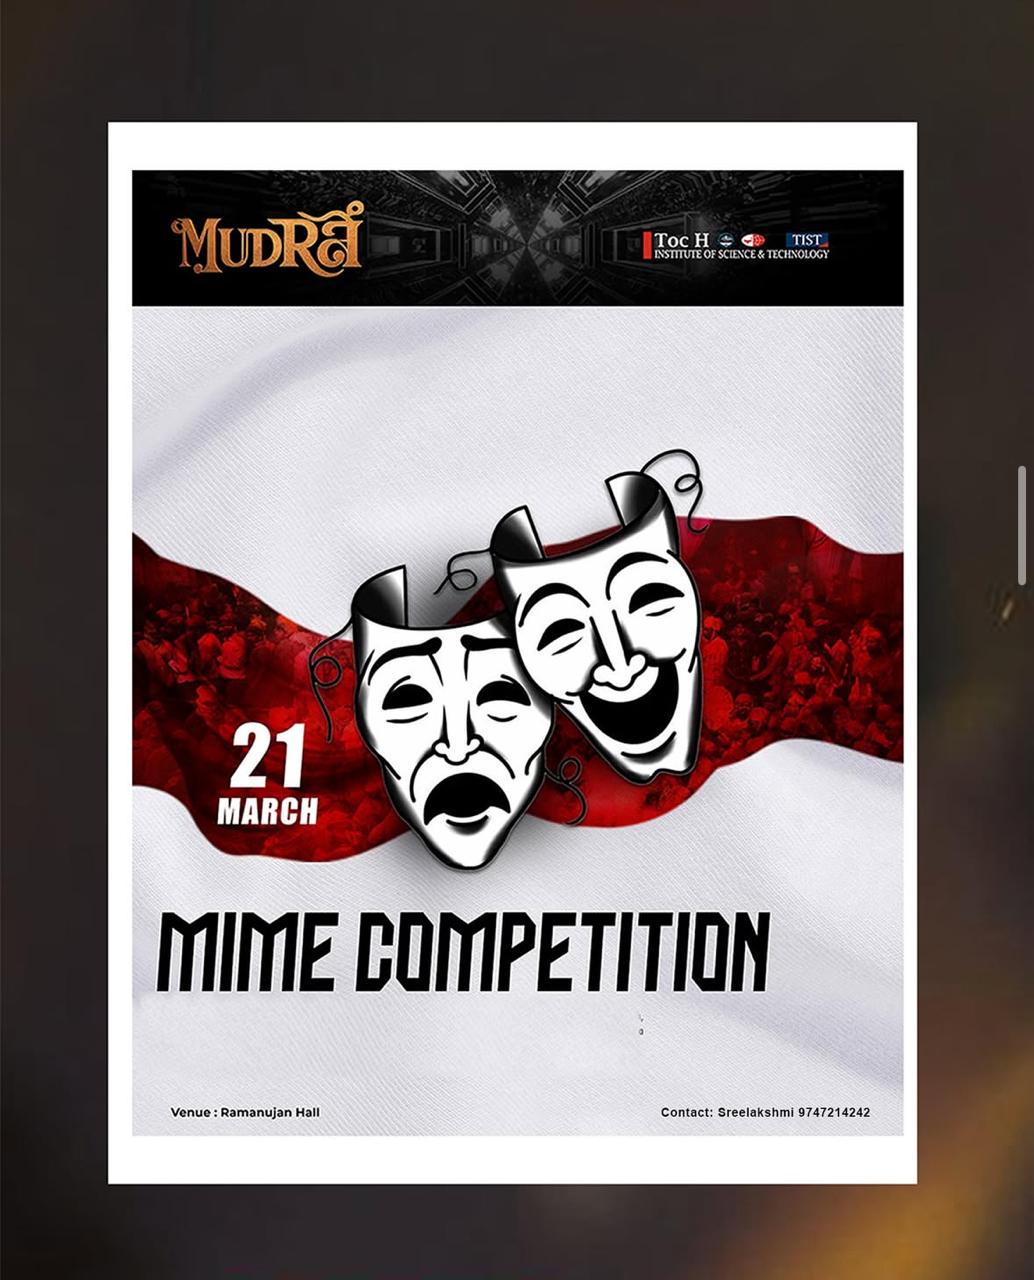 MUDRA
Toc H TIST
INSTITUTE OF SCIENCE & TECHNOLOGY
21
MARCH
MIME COMPETITION
Venue : Ramanujan Hall
Contact: Sreelakshmi 9747214242